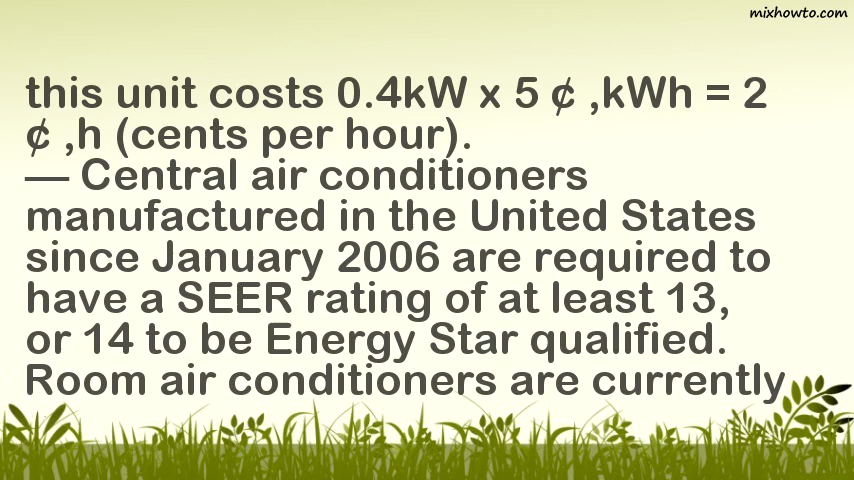 mixhowto.com
this unit costs 0.4kW x 5 ¢ ,kWh = 2
¢ ,h (cents per hour).
— Central air conditioners
manufactured in the United States
since January 2006 are required to
have a SEER rating of at least 13,
or 14 to be Energy Star qualified.
Room air conditioners are currently